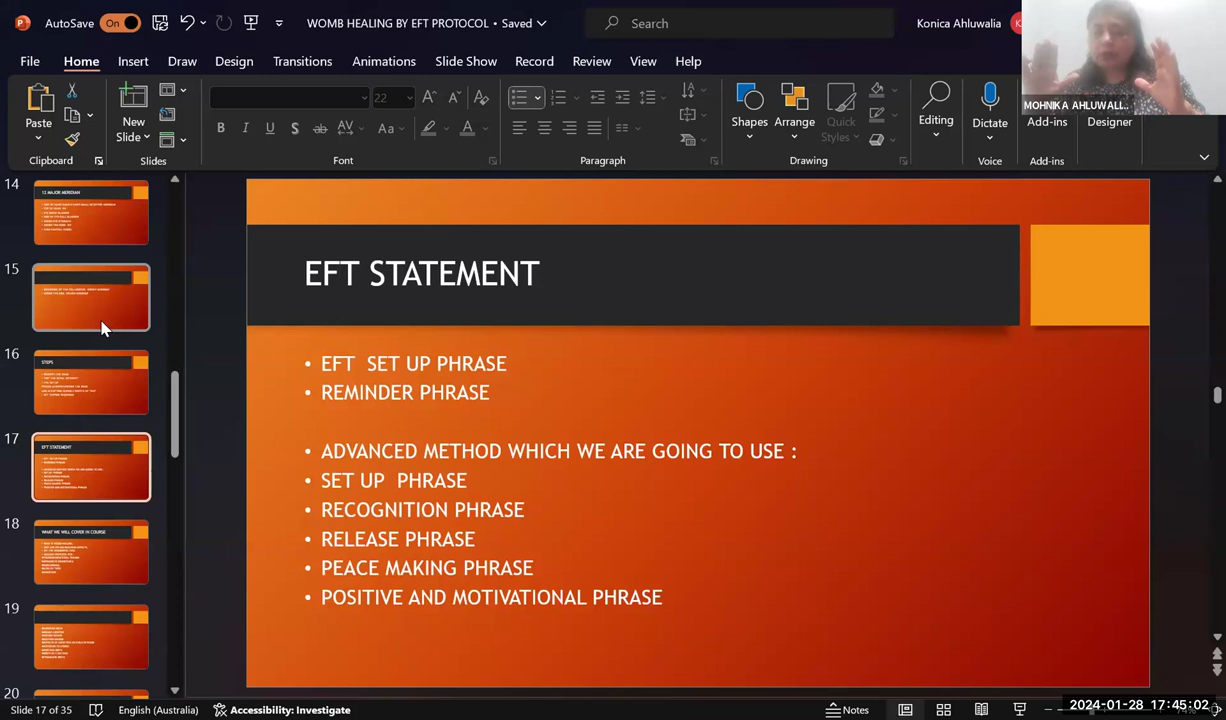 AutoSave On WOMB HEALING BY EFT PROTOCOL • Saved Search Konica Ahluwalia
File Home Insert Draw Design Transitions Animations Slide Show Record Review View Help
MOHNIKA AHLUWALI...
Paste New Slide 22 Shapes Arrange Quick Styles Editing Dictate Add-ins Designer
Clipboard Slides Font Paragraph Drawing Voice Add-ins
14
12 MAJOR MERIDIAN
15
16
STEPS
17
EFT STATEMENT
18
WHAT WE WILL COVER IN COURSE
19
20
EFT STATEMENT
• EFT SET UP PHRASE
• REMINDER PHRASE
• ADVANCED METHOD WHICH WE ARE GOING TO USE :
• SET UP PHRASE
• RECOGNITION PHRASE
• RELEASE PHRASE
• PEACE MAKING PHRASE
• POSITIVE AND MOTIVATIONAL PHRASE
Slide 17 of 35 English (Australia) Accessibility: Investigate Notes
2024-01-28 17:45:02